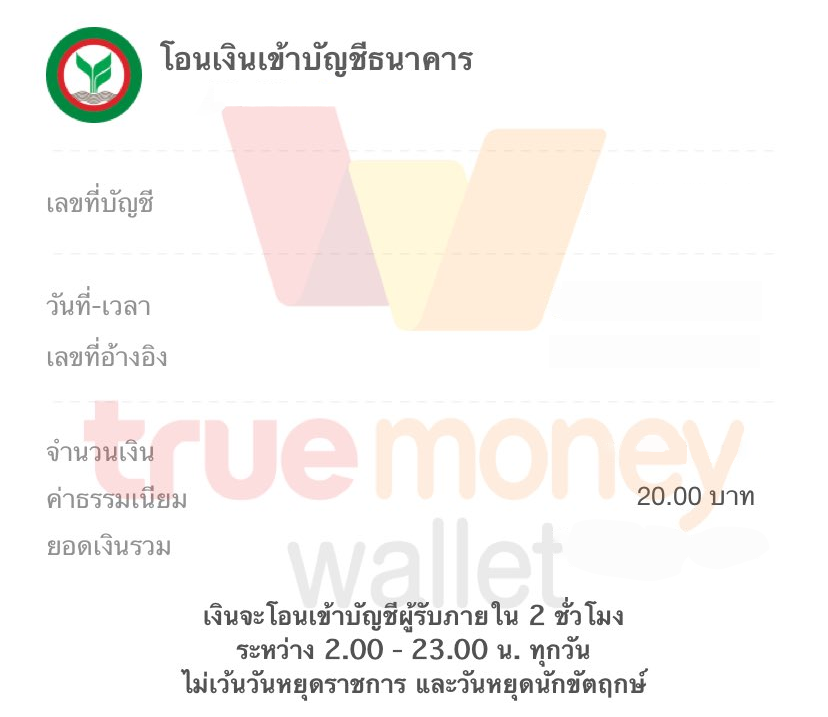 โอนเงินเข้าบัญชีธนาคาร
เลขที่บัญชี
วันที่-เวลา
เลขที่อ้างอิง
จำนวนเงิน
ค่าธรรมเนียม 20.00 บาท
ยอดเงินรวม
truemoney
wallet
เงินจะโอนเข้าบัญชีผู้รับภายใน 2 ชั่วโมง
ระหว่าง 2.00 - 23.00 น. ทุกวัน
ไม่เว้นวันหยุดราชการ และวันหยุดนักขัตฤกษ์